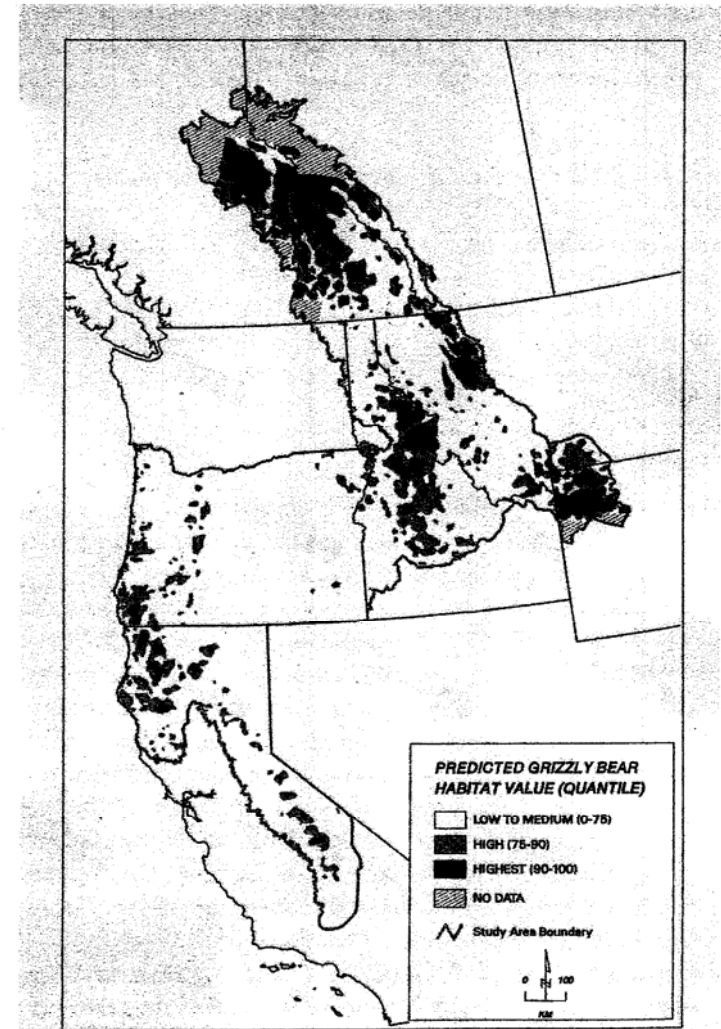 PREDICTED GRIZZLY BEAR
HABITAT VALUE (QUANTILE)
LOW TO MEDIUM (0-75)
HIGH (75-90)
HIGHEST (90-100)
NO DATA
Study Area Boundary
N
0 100
KM